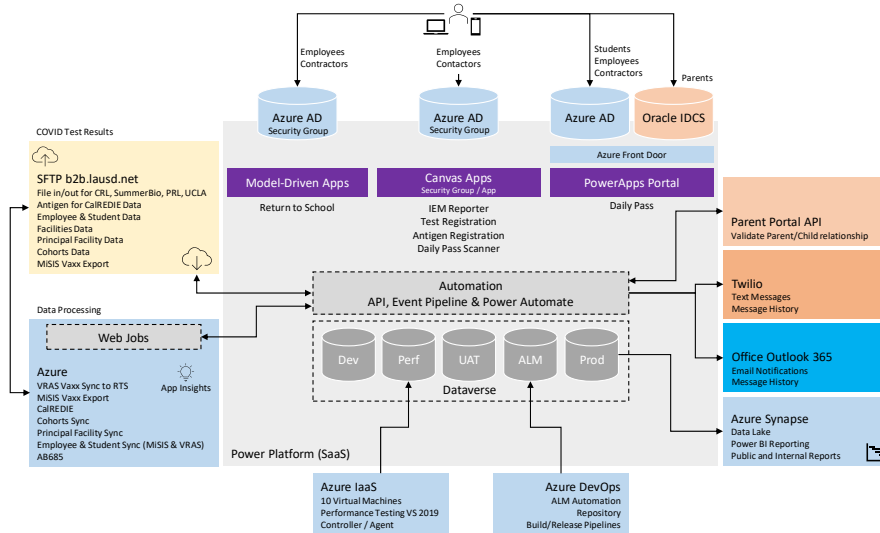 Employees
Contractors
Employees
Contactors
Students
Employees
Contractors
Parents
Azure AD
Security Group
Azure AD
Security Group
Azure AD
Oracle IDCS
Azure Front Door
COVID Test Results
SFTP b2b.lausd.net
File in/out for CRL, SummerBio, PRL, UCLA
Antigen for CalREDIE Data
Employee & Student Data
Facilities Data
Principal Facility Data
Cohorts Data
MiSIS Vaxx Export
Model-Driven Apps
Return to School
Canvas Apps
Security Group / App
IEM Reporter
Test Registration
Antigen Registration
Daily Pass Scanner
PowerApps Portal
Daily Pass
Parent Portal API
Validate Parent/Child relationship
Automation
API, Event Pipeline & Power Automate
Twilio
Text Messages
Message History
Data Processing
Web Jobs
Azure
VRAS Vaxx Sync to RTS
MiSIS Vaxx Export
CalREDIE
Cohorts Sync
Principal Facility Sync
Employee & Student Sync (MiSIS & VRAS)
AB685
App Insights
Dev
Perf
UAT
ALM
Prod
Dataverse
Office Outlook 365
Email Notifications
Message History
Azure Synapse
Data Lake
Power BI Reporting
Public and Internal Reports
Power Platform (SaaS)
Azure IaaS
10 Virtual Machines
Performance Testing VS 2019
Controller / Agent
Azure DevOps
ALM Automation
Repository
Build/Release Pipelines